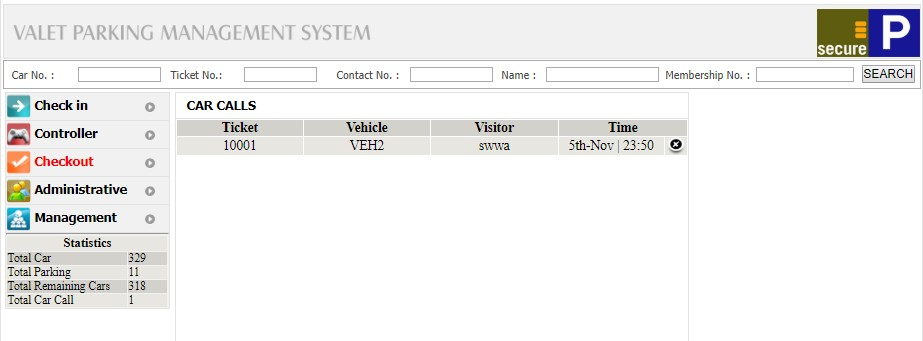 VALET PARKING MANAGEMENT SYSTEM
secure P
Car No. : Ticket No.: Contact No. : Name : Membership No. : SEARCH
Check in
Controller
Checkout
Administrative
Management
Statistics
Total Car 329
Total Parking 11
Total Remaining Cars 318
Total Car Call 1
CAR CALLS
Ticket Vehicle Visitor Time
10001 VEH2 swwa 5th-Nov | 23:50